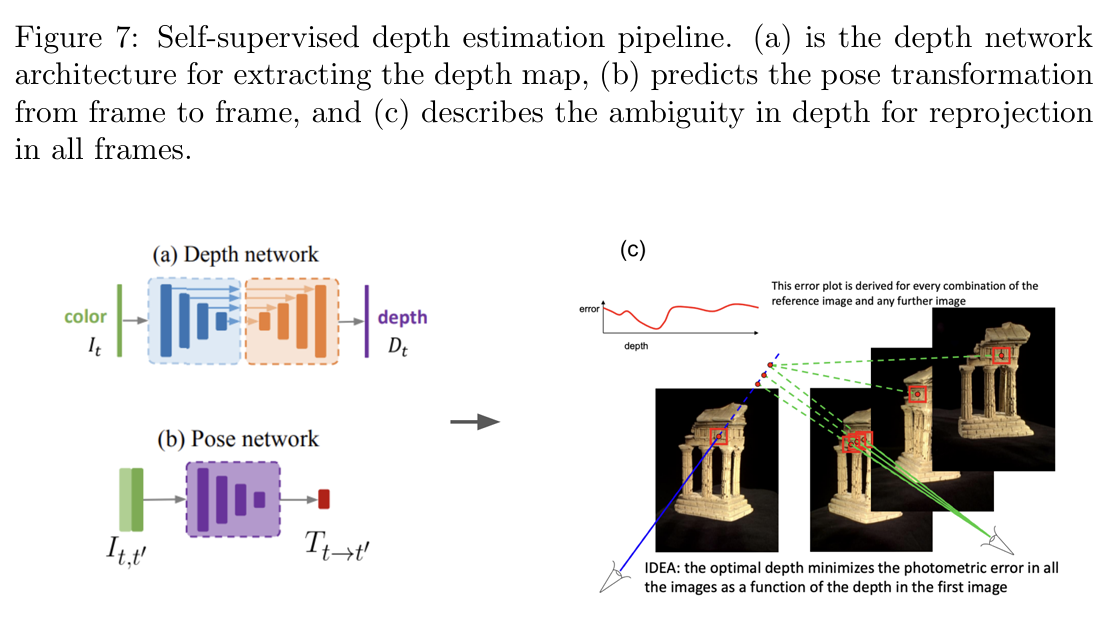 Figure 7: Self-supervised depth estimation pipeline. (a) is the depth network
architecture for extracting the depth map, (b) predicts the pose transformation
from frame to frame, and (c) describes the ambiguity in depth for reprojection
in all frames.
(a) Depth network
color
I_t
depth
D_t
(b) Pose network
I_{t,t'}
T_{t→t'}
(c)
This error plot is derived for every combination of the
reference image and any further image
error
depth
IDEA: the optimal depth minimizes the photometric error in all
the images as a function of the depth in the first image